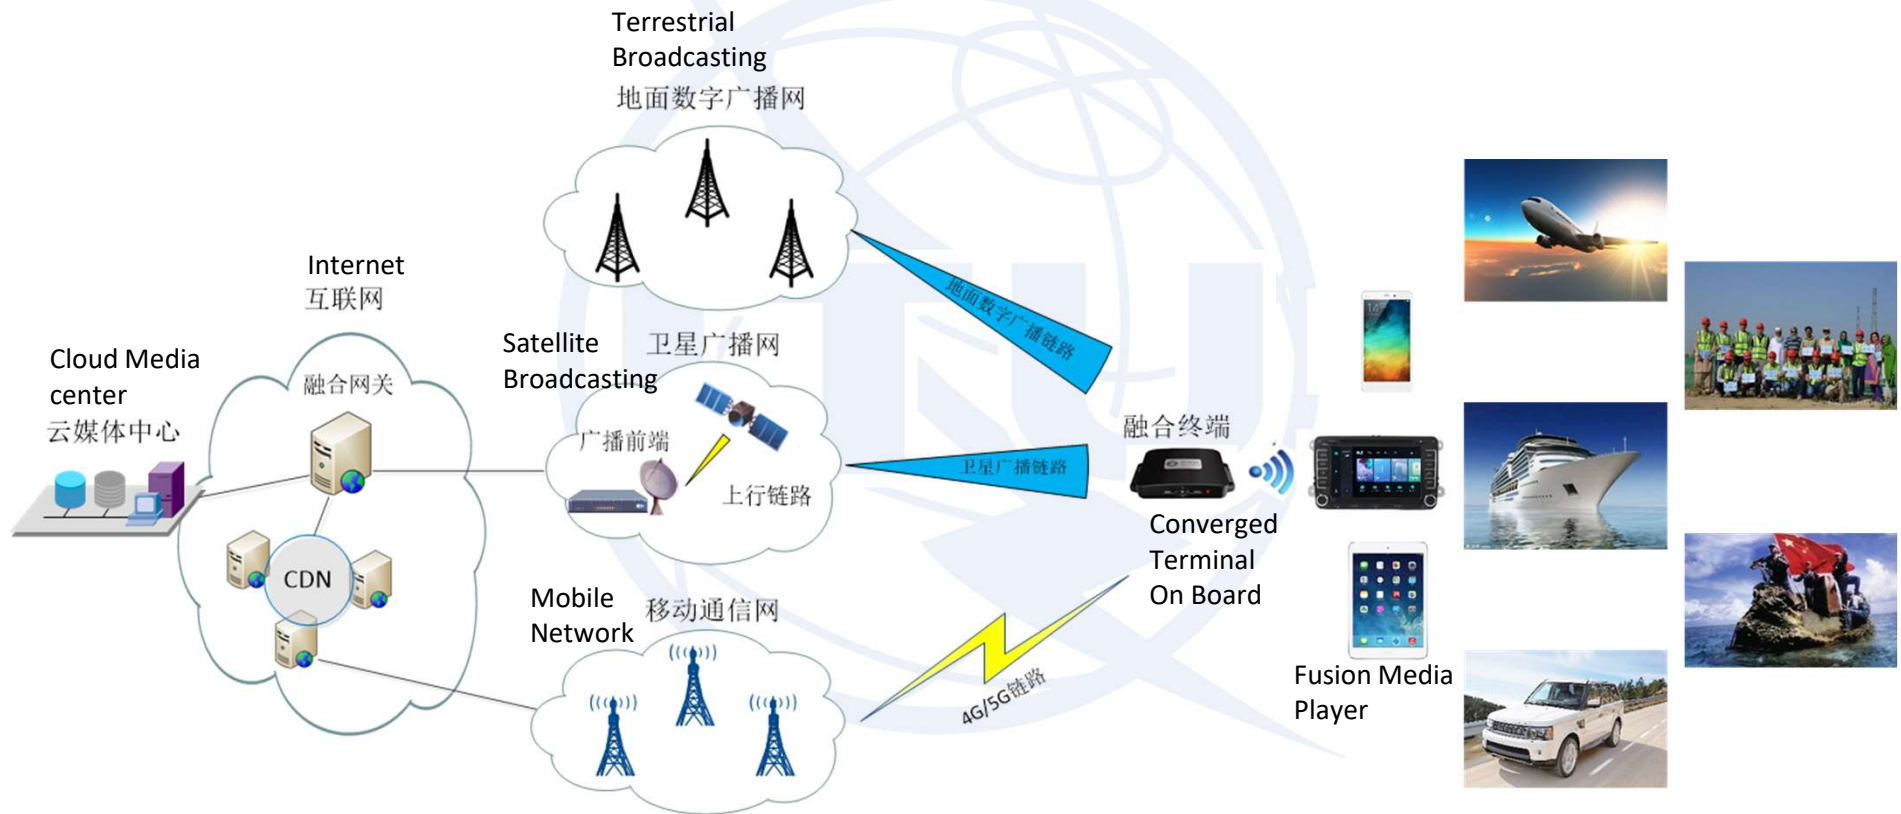 Terrestrial
Broadcasting
地面数字广播网
Internet
互联网
Cloud Media
center
云媒体中心
融合网关
CDN
Satellite
Broadcasting
卫星广播网
广播前端
上行链路
Mobile
Network
移动通信网
地面数字广播链路
卫星广播链路
4G/5G链路
融合终端
Converged
Terminal
On Board
Fusion Media
Player
ITU